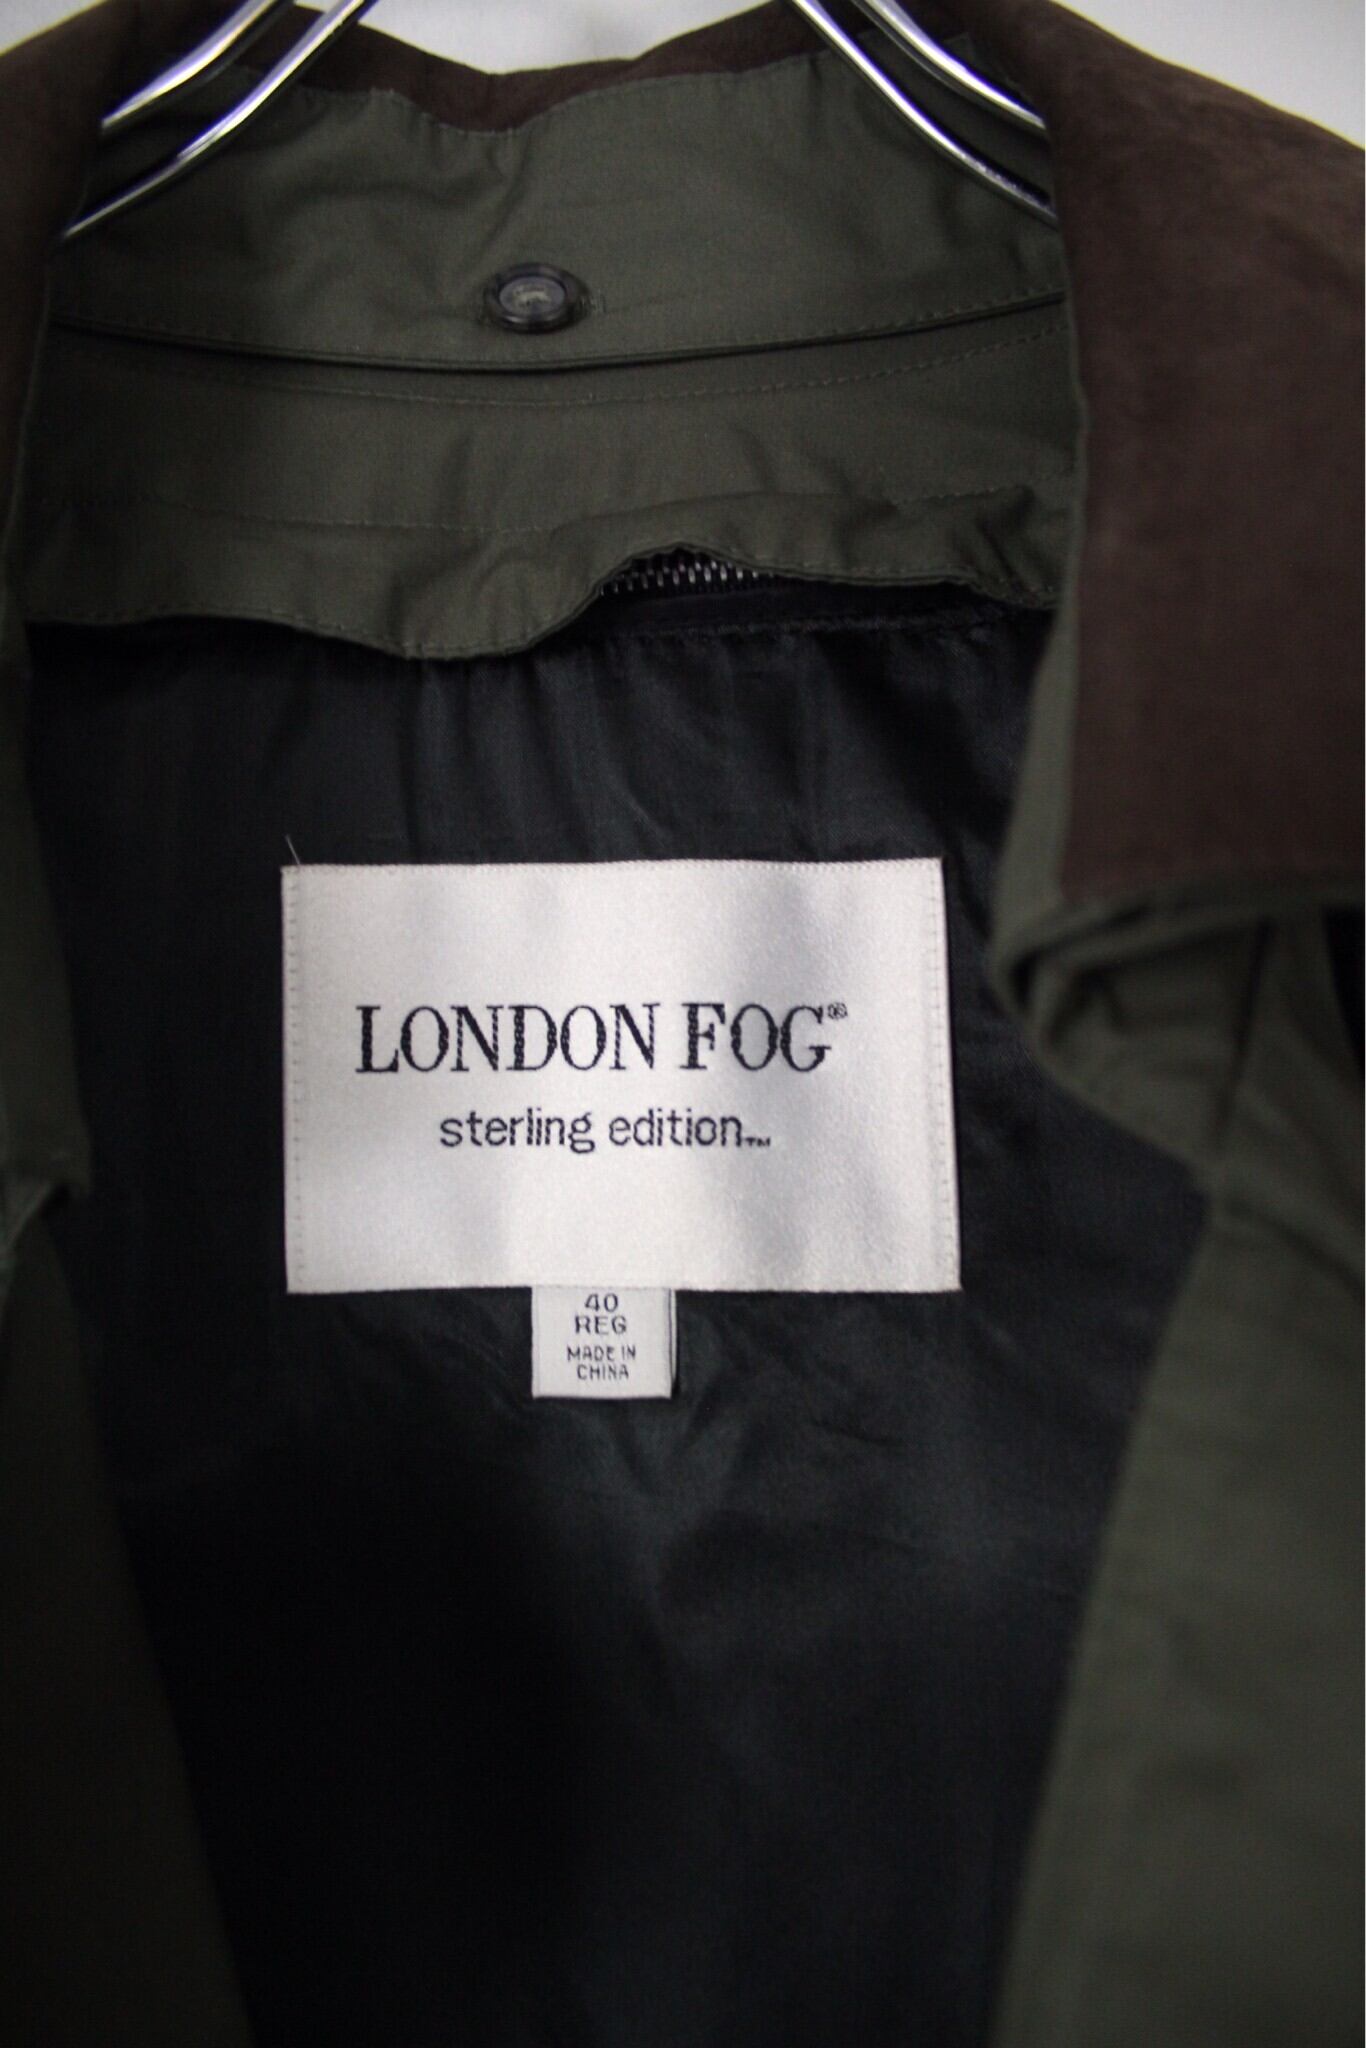 LONDON FOG®
sterling edition™
40
REG
MADE IN
CHINA